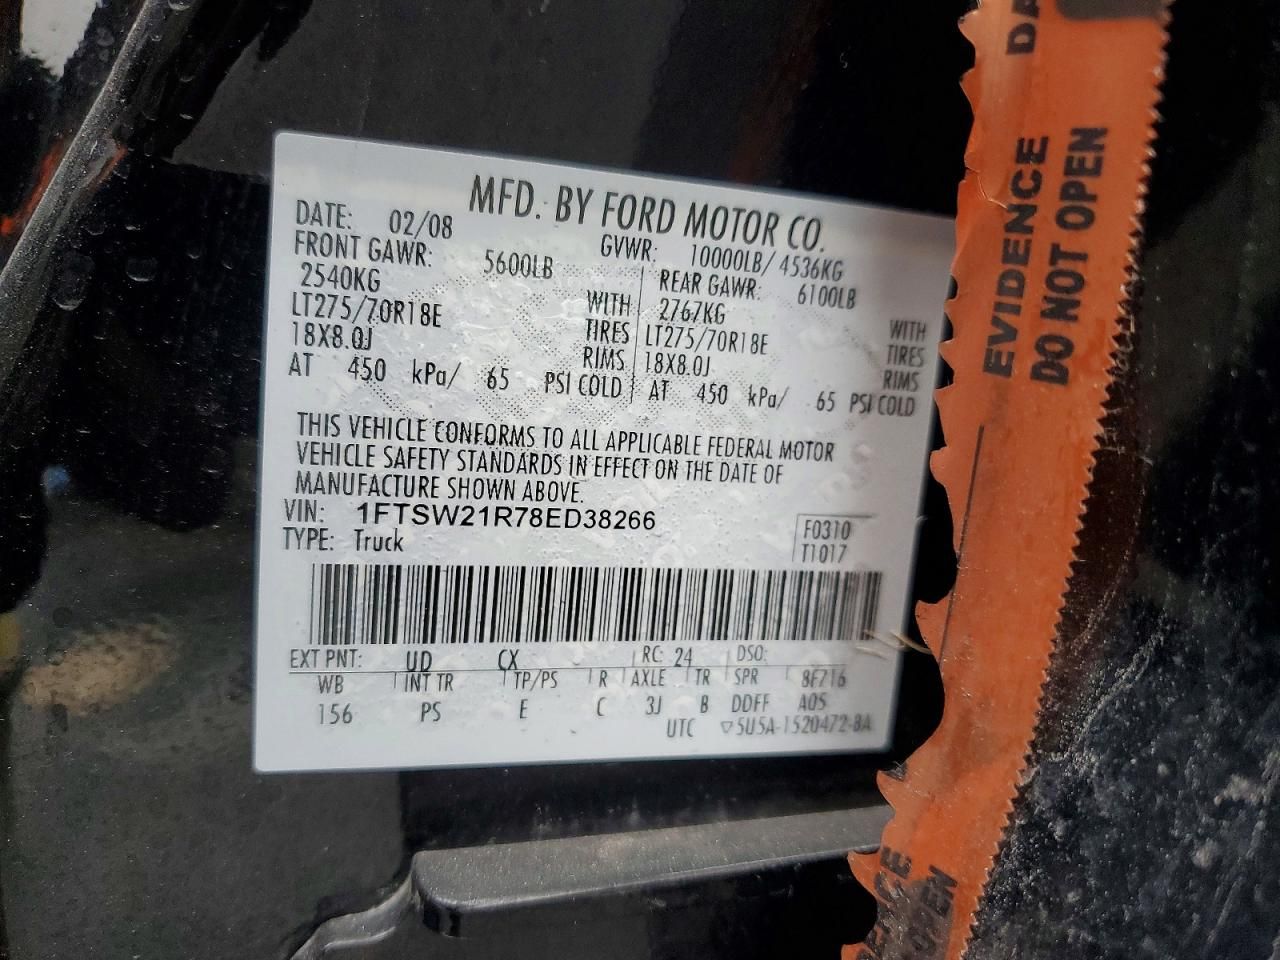 MFD. BY FORD MOTOR CO.
DATE: 02/08 GVWR: 10000LB/ 4536KG
FRONT GAWR: 5600LB REAR GAWR: 6100LB
2540KG WITH 2767KG WITH
LT275/70R18E TIRES LT275/70R18E TIRES
18X8.0J RIMS 18X8.0J RIMS
AT 450 kPa/ 65 PSI COLD AT 450 kPa/ 65 PSI COLD
THIS VEHICLE CONFORMS TO ALL APPLICABLE FEDERAL MOTOR
VEHICLE SAFETY STANDARDS IN EFFECT ON THE DATE OF
MANUFACTURE SHOWN ABOVE.
VIN: 1FTSW21R78ED38266 F0310
TYPE: Truck T1017
EXT PNT: UD CX RC: 24 DSO:
WB INT TR TP/PS R AXLE TR SPR 8F716
156 PS E C 3J B DDFF A05
UTC ▽5U5A-1520472-BA
EVIDENCE DA
DO NOT OPEN
OPEN